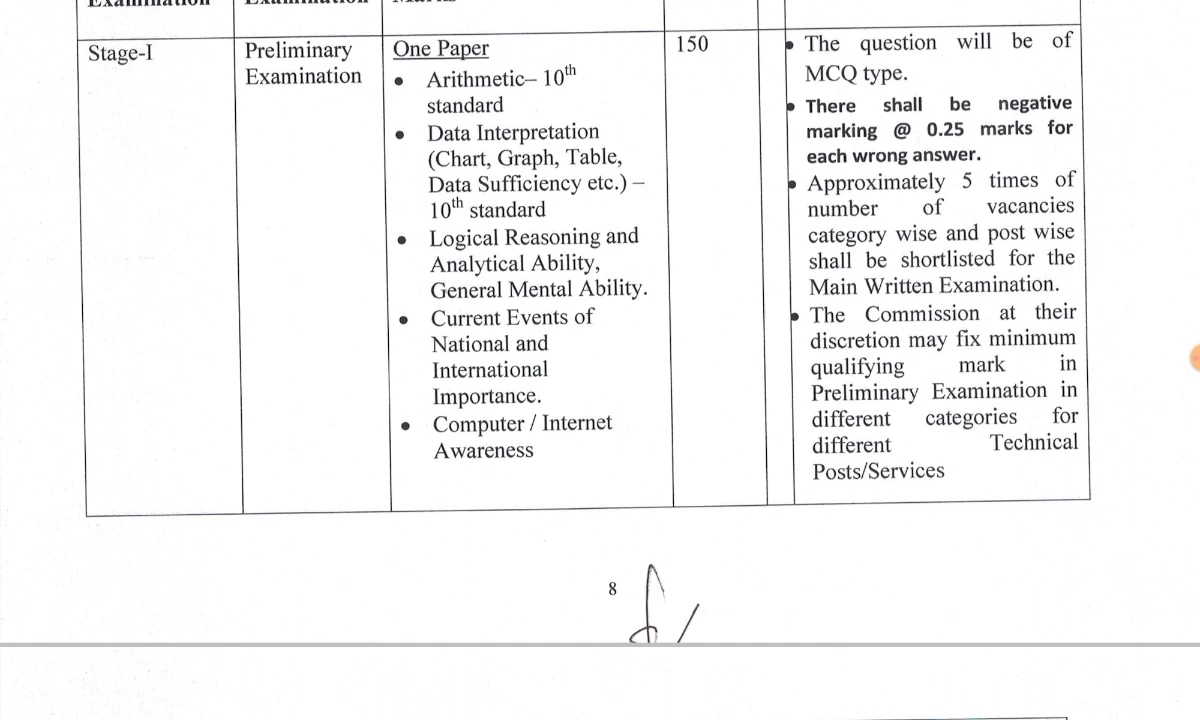 Examination Examination Marks
Stage-I
Preliminary
Examination
One Paper
• Arithmetic– 10th
standard
• Data Interpretation
(Chart, Graph, Table,
Data Sufficiency etc.) –
10th standard
• Logical Reasoning and
Analytical Ability,
General Mental Ability.
• Current Events of
National and
International
Importance.
• Computer / Internet
Awareness
150
• The question will be of
MCQ type.
• There shall be negative
marking @ 0.25 marks for
each wrong answer.
• Approximately 5 times of
number of vacancies
category wise and post wise
shall be shortlisted for the
Main Written Examination.
• The Commission at their
discretion may fix minimum
qualifying mark in
Preliminary Examination in
different categories for
different Technical
Posts/Services
8